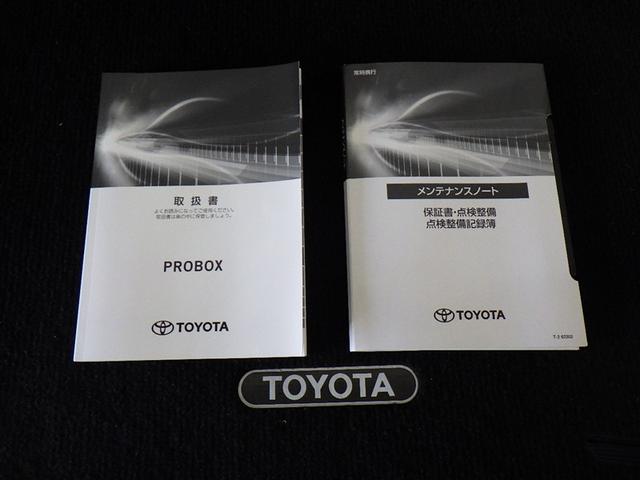 取扱書
よくお読みになってご使用ください。
取扱書は車の中に保管しましょう。
PROBOX
TOYOTA
常時携行
メンテナンスノート
保証書・点検整備
点検整備記録簿
TOYOTA
TOYOTA